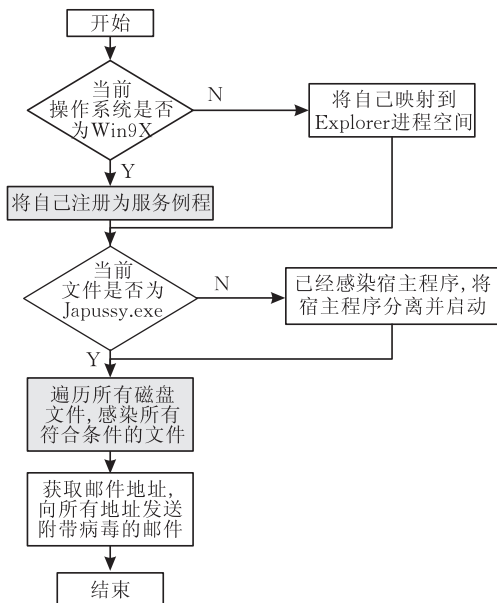 开始
当前
操作系统是否
为Win9X
N
将自己映射到
Explorer进程空间
Y
将自己注册为服务例程
当前
文件是否为
Japussy.exe
N
已经感染宿主程序,将
宿主程序分离并启动
Y
遍历所有磁盘
文件,感染所有
符合条件的文件
获取邮件地址,
向所有地址发送
附带病毒的邮件
结束